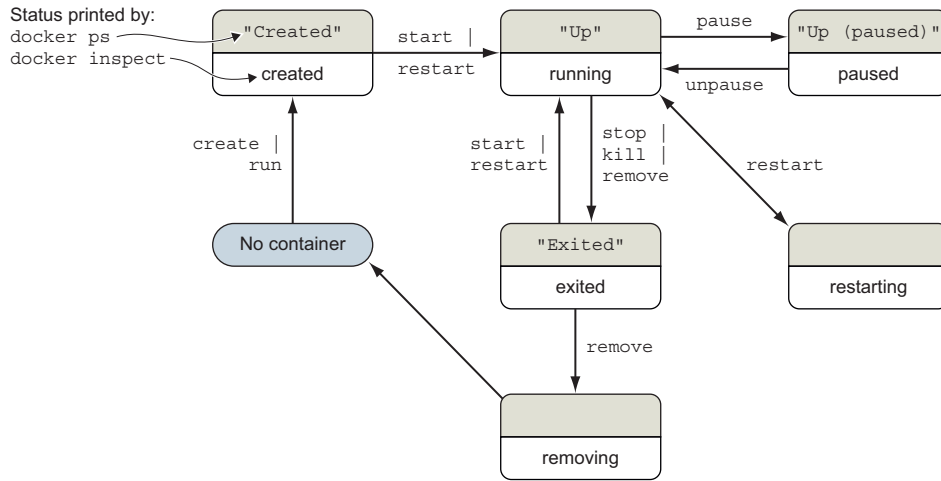 Status printed by:
docker ps
docker inspect
"Created"
created
start |
restart
"Up"
running
pause
unpause
"Up (paused)"
paused
create |
run
start |
restart
stop |
kill |
remove
restart
No container
"Exited"
exited
restarting
remove
removing